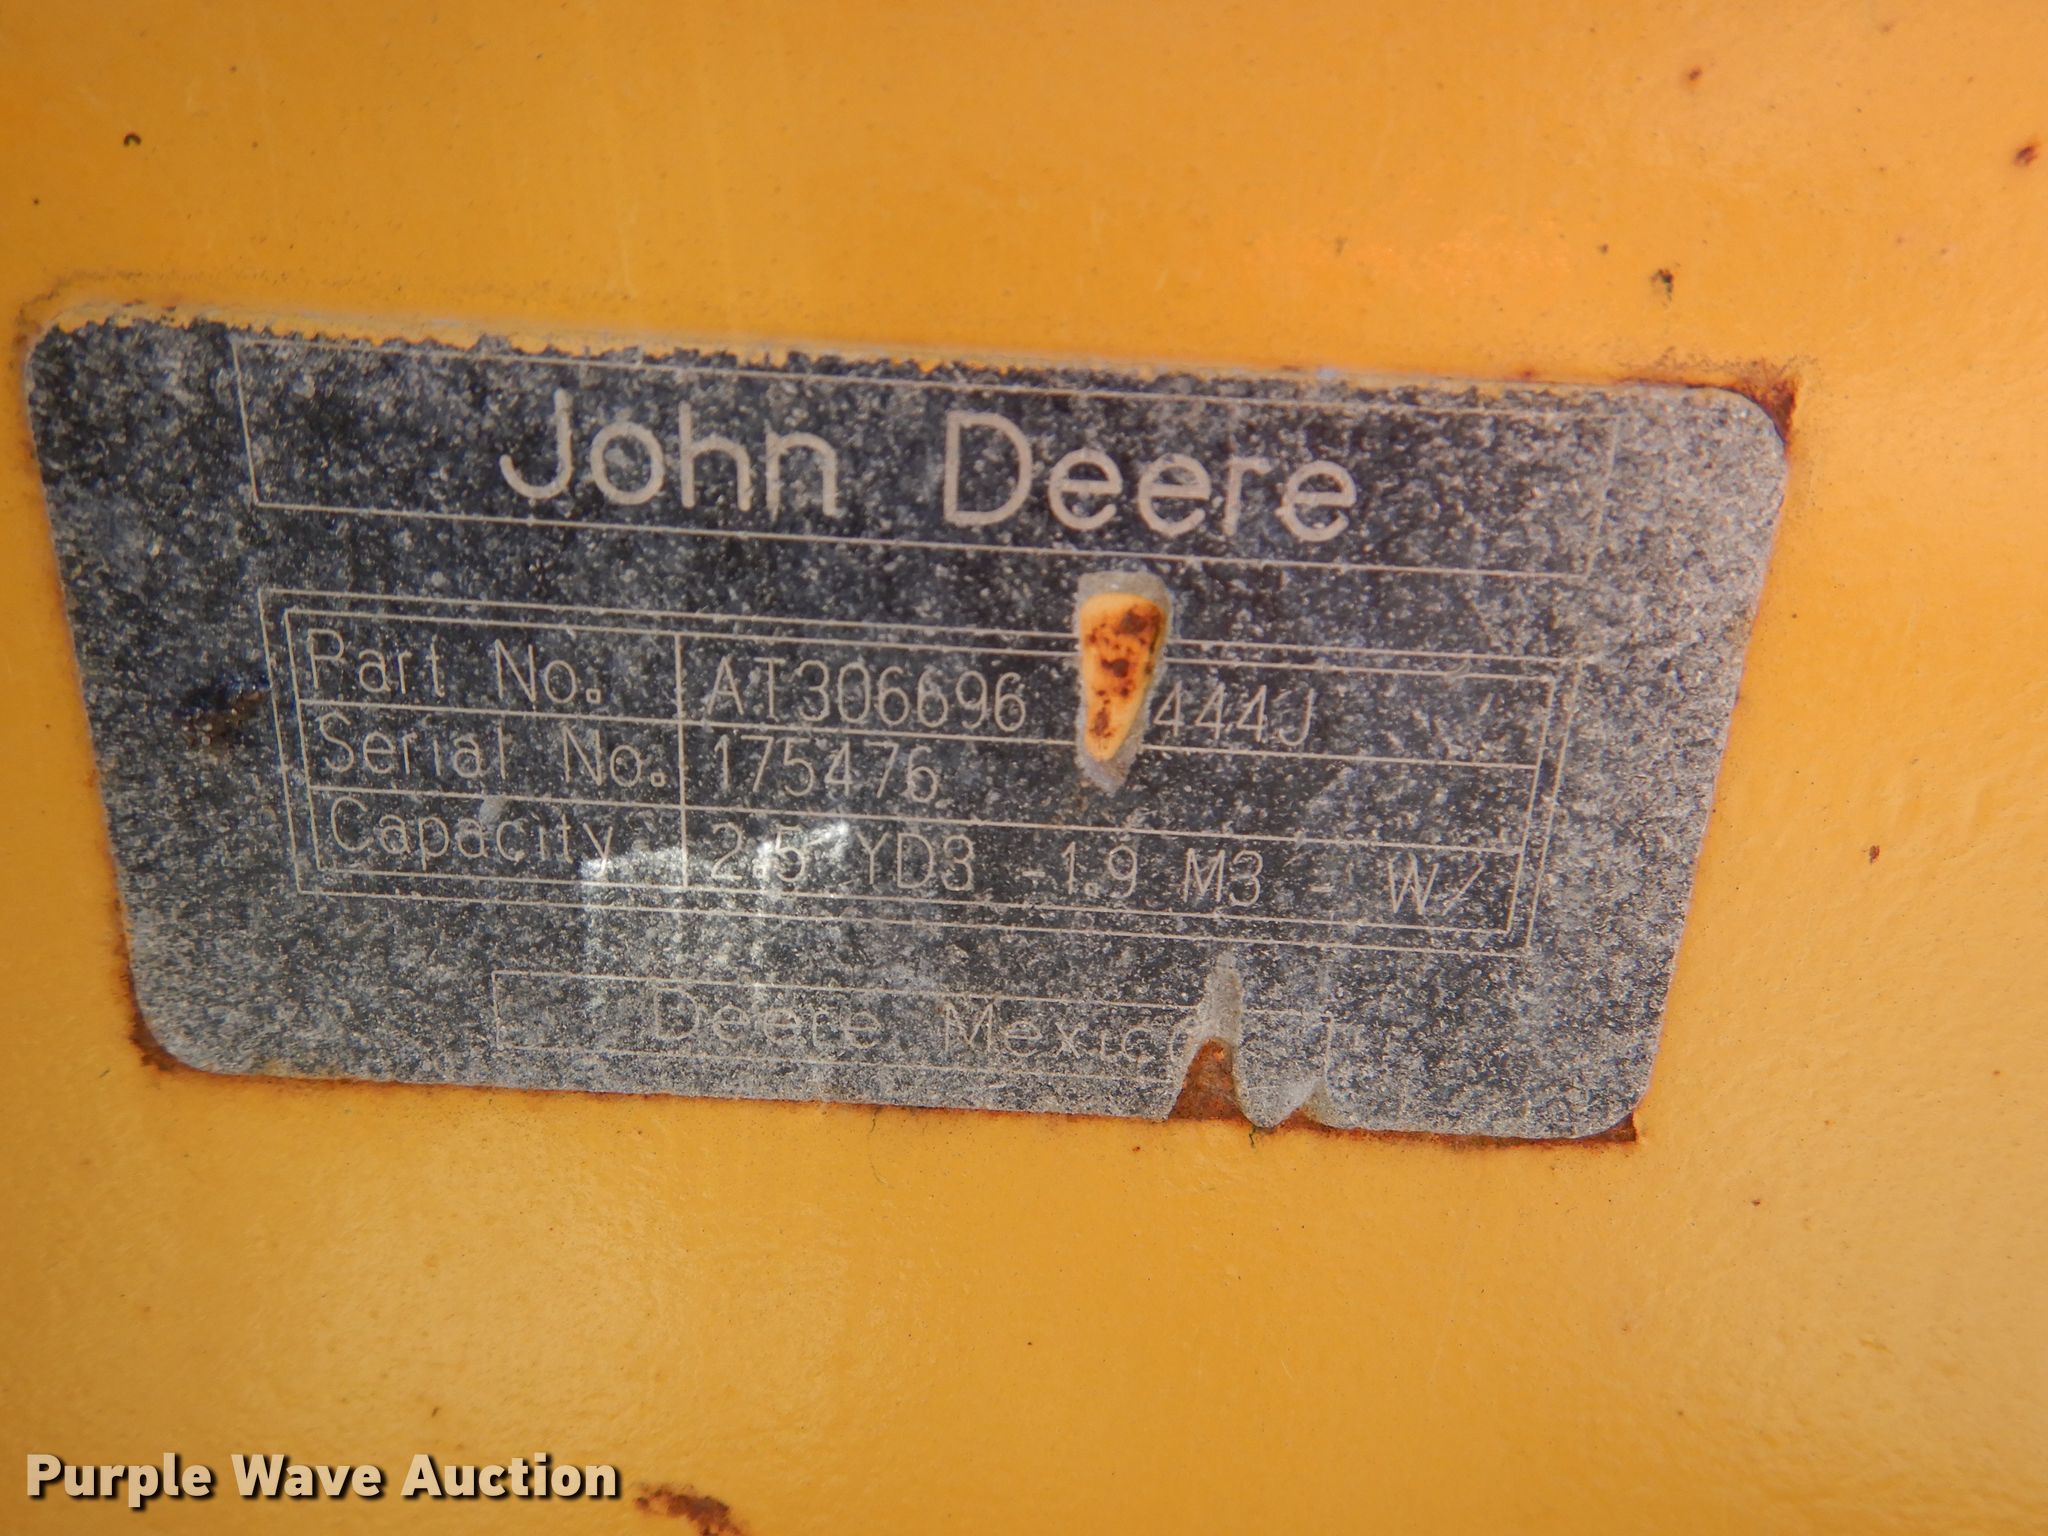 John Deere
Part No. AT306696 444J
Serial No. 175476
Capacity 2.5 YD3 -1.9 M3 - W/
Deere Mexico
Purple Wave Auction